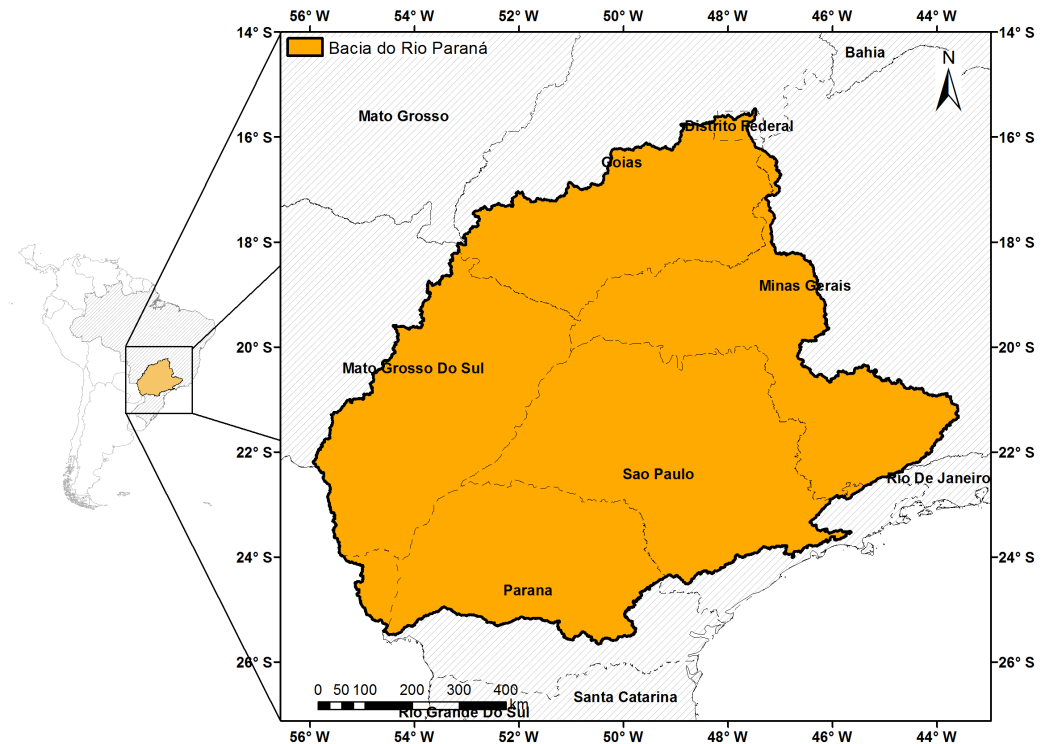 56° W 54° W 52° W 50° W 48° W 46° W 44° W
14° S 14° S
Bacia do Rio Paraná
Bahia
N
Mato Grosso
Distrito Federal
16° S 16° S
Goias
18° S 18° S
Minas Gerais
20° S 20° S
Mato Grosso Do Sul
22° S 22° S
Sao Paulo
Rio De Janeiro
24° S 24° S
Parana
26° S 26° S
0 50 100 200 300 400
km
Santa Catarina
Rio Grande Do Sul
56° W 54° W 52° W 50° W 48° W 46° W 44° W